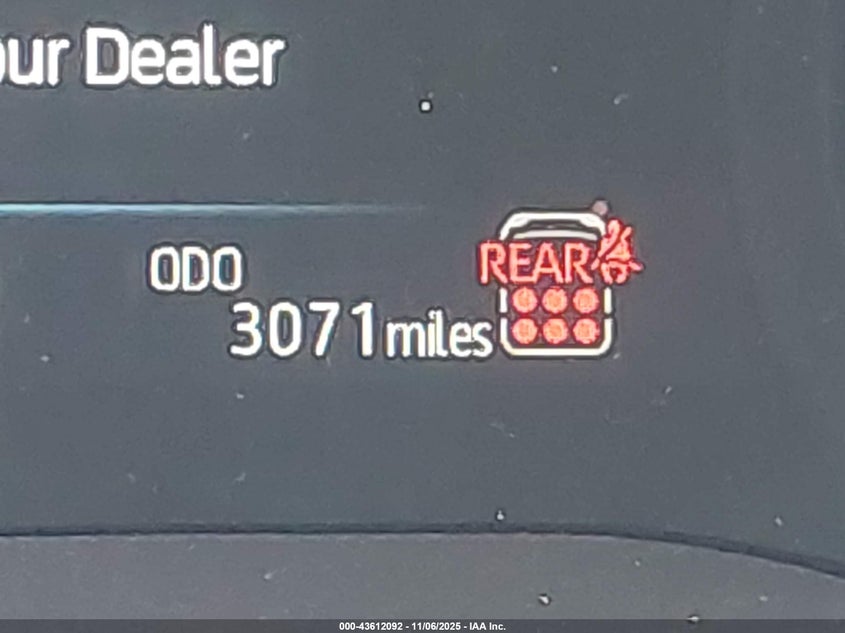 our Dealer
ODO
REAR
3071 miles
000-43612092 - 11/06/2025 - IAA Inc.